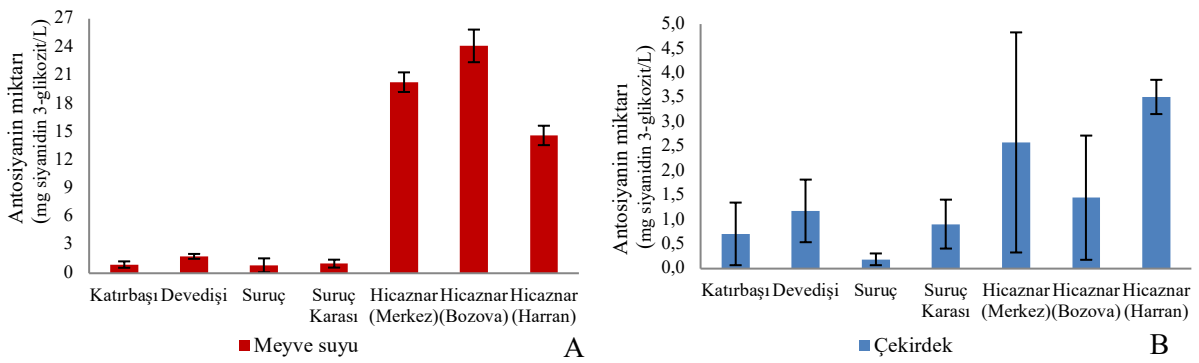 Antosiyanin miktarı
(mg siyanidin 3-glikozit/L)
27
24
21
18
15
12
9
6
3
0
Katırbaşı Devedişi Suruç Suruç Hicaznar Hicaznar Hicaznar
Karası (Merkez) (Bozova) (Harran)
Meyve suyu
A
Antosiyanin miktarı
(mg siyanidin 3-glikozit/L)
5,0
4,5
4,0
3,5
3,0
2,5
2,0
1,5
1,0
0,5
0,0
Katırbaşı Devedişi Suruç Suruç Hicaznar Hicaznar Hicaznar
Karası (Merkez) (Bozova) (Harran)
Çekirdek
B